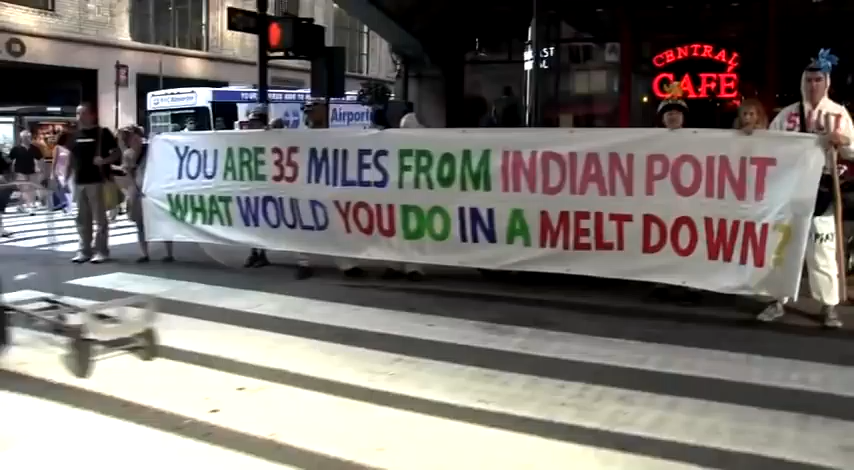 CENTRAL
CAFE
Airport
YOU ARE 35 MILES FROM INDIAN POINT
WHAT WOULD YOU DO IN A MELT DOWN?